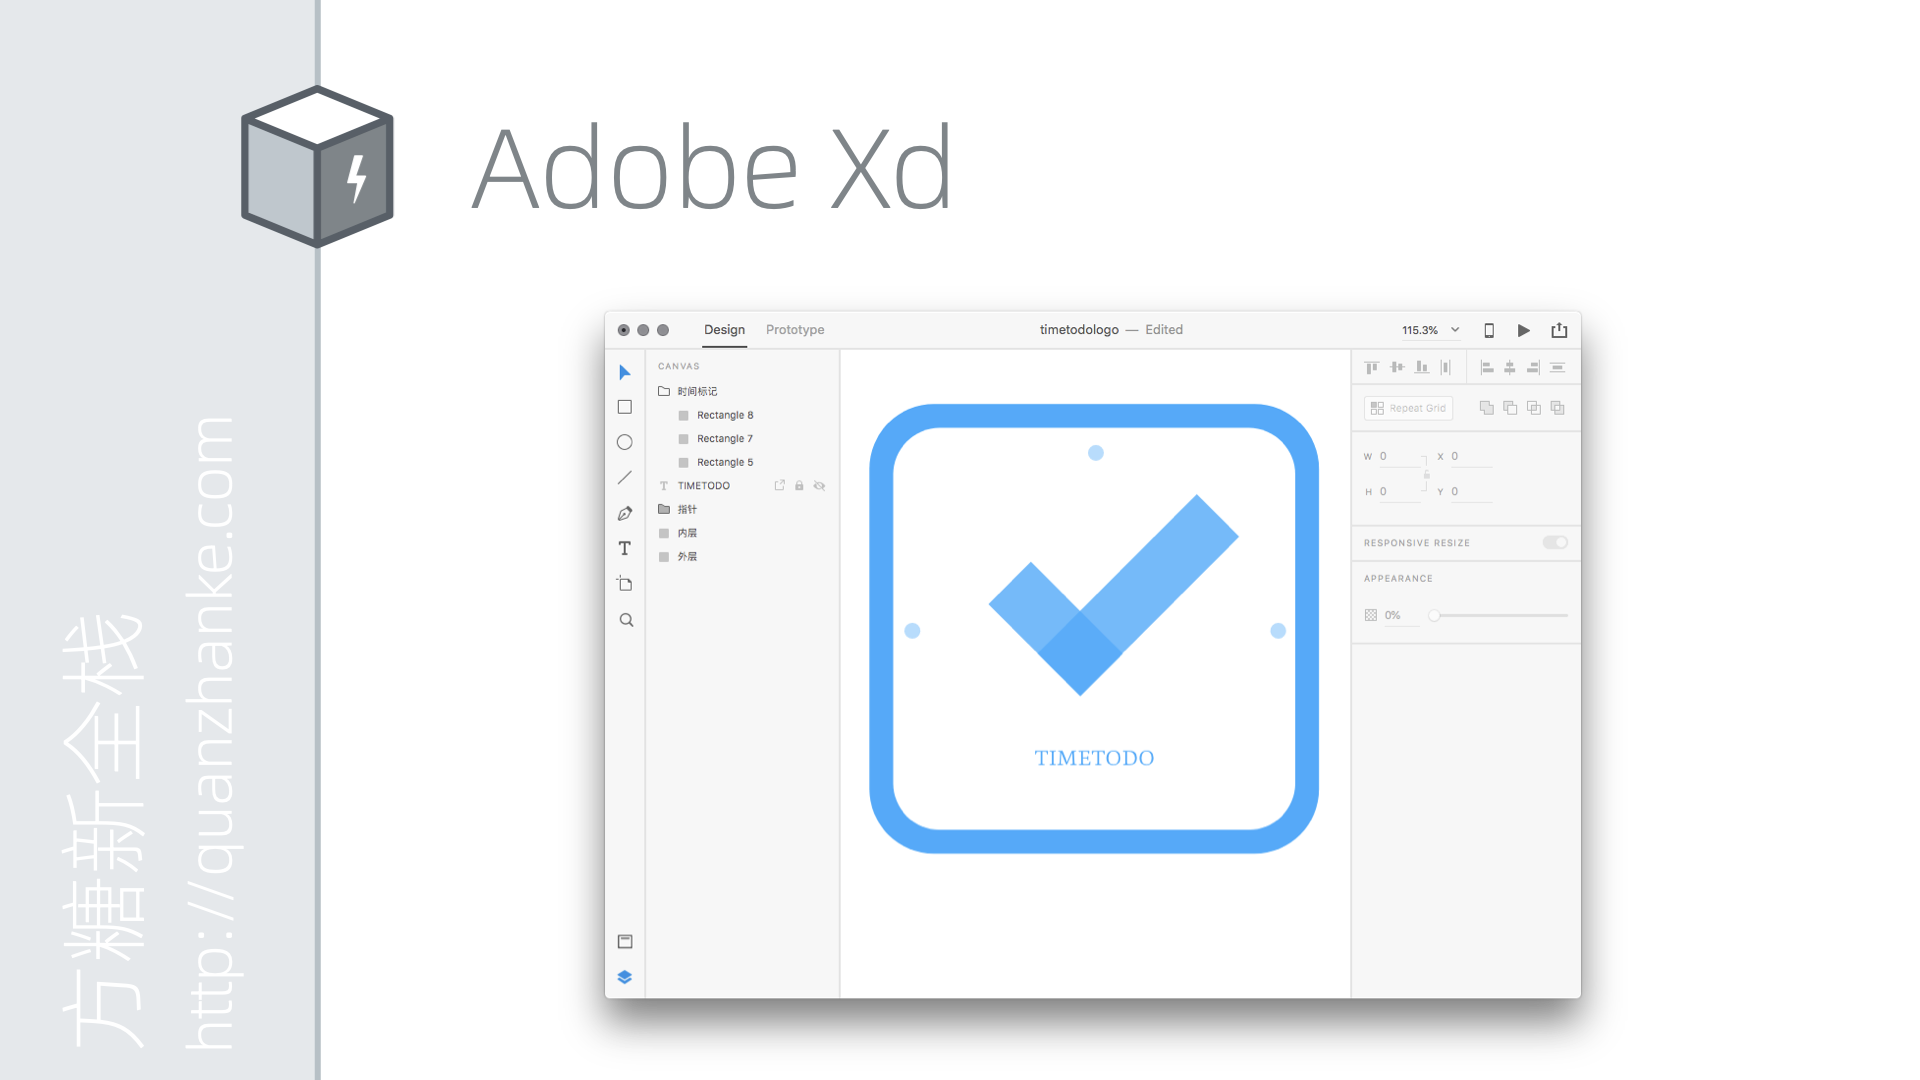 Adobe Xd
方糖新全栈
http://quanzhanke.com
Design Prototype timetodologo — Edited 115.3%
CANVAS
时间标记
Rectangle 8
Rectangle 7
Rectangle 5
T TIMETODO
指针
内层
外层
T
TIMETODO
Repeat Grid
W 0 X 0
H 0 Y 0
RESPONSIVE RESIZE
APPEARANCE
0%